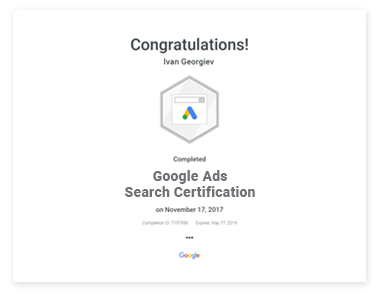 Congratulations!
Ivan Georgiev
Completed
Google Ads
Search Certification
on November 17, 2017
Completion ID: Expires: May 17, 2019
Google